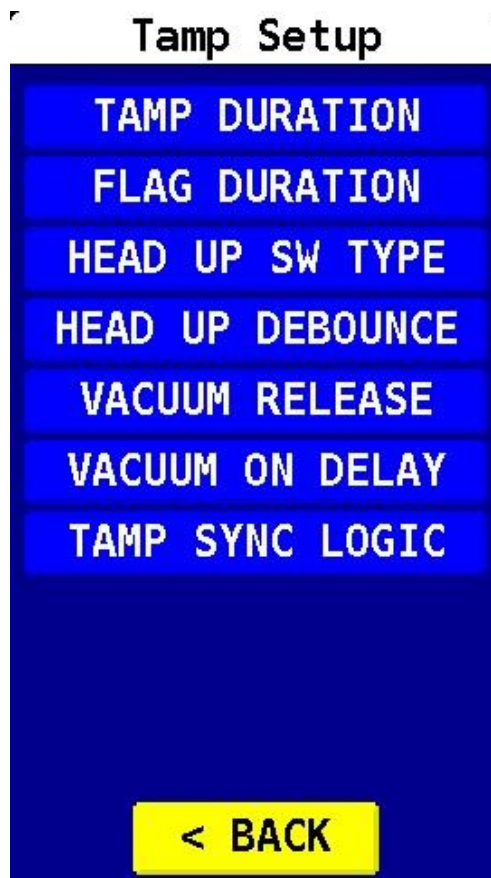 Tamp Setup
TAMP DURATION
FLAG DURATION
HEAD UP SW TYPE
HEAD UP DEBOUNCE
VACUUM RELEASE
VACUUM ON DELAY
TAMP SYNC LOGIC
< BACK